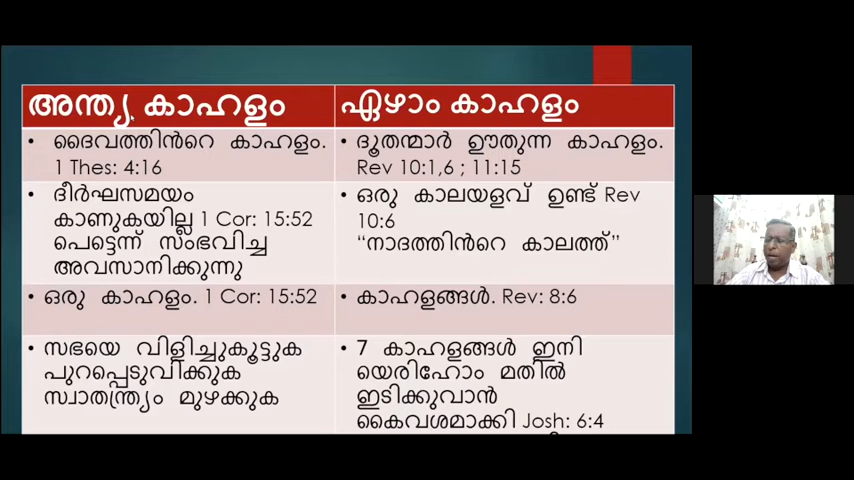 അന്ത്യ കാഹളം
ഏഴാം കാഹളം
• ദൈവത്തിൻറെ കാഹളം.
1 Thes: 4:16
• ദൂതന്മാർ ഊതുന്ന കാഹളം.
Rev 10:1,6 ; 11:15
• ദീർഘസമയം
കാണുകയില്ല 1 Cor: 15:52
പെട്ടെന്ന് സംഭവിച്ച
അവസാനിക്കുന്നു
• ഒരു കാലയളവ് ഉണ്ട് Rev
10:6
“നാദത്തിൻറെ കാലത്ത്”
• ഒരു കാഹളം. 1 Cor: 15:52
• കാഹളങ്ങൾ. Rev: 8:6
• സഭയെ വിളിച്ചുകൂട്ടുക
പുറപ്പെടുവിക്കുക
സ്വാതന്ത്ര്യം മുഴക്കുക
• 7 കാഹളങ്ങൾ ഇനി
യെരിഹോം മതിൽ
ഇടിക്കുവാൻ
കൈവശമാക്കി Josh: 6:4